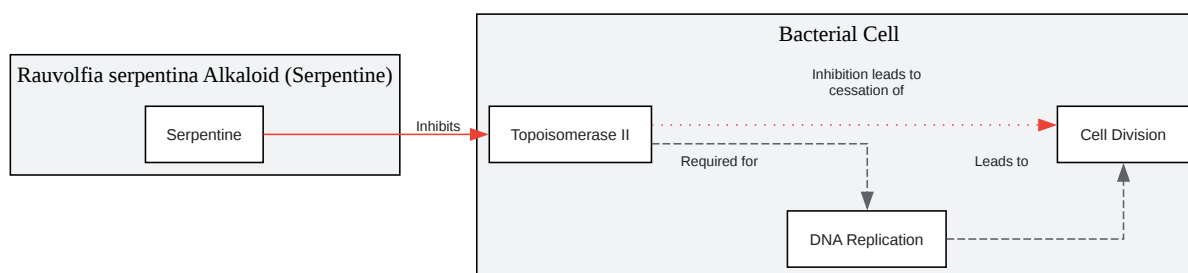 Rauvolfia serpentina Alkaloid (Serpentine)
Serpentine
Inhibits
Bacterial Cell
Topoisomerase II
Inhibition leads to
cessation of
Cell Division
Required for
Leads to
DNA Replication